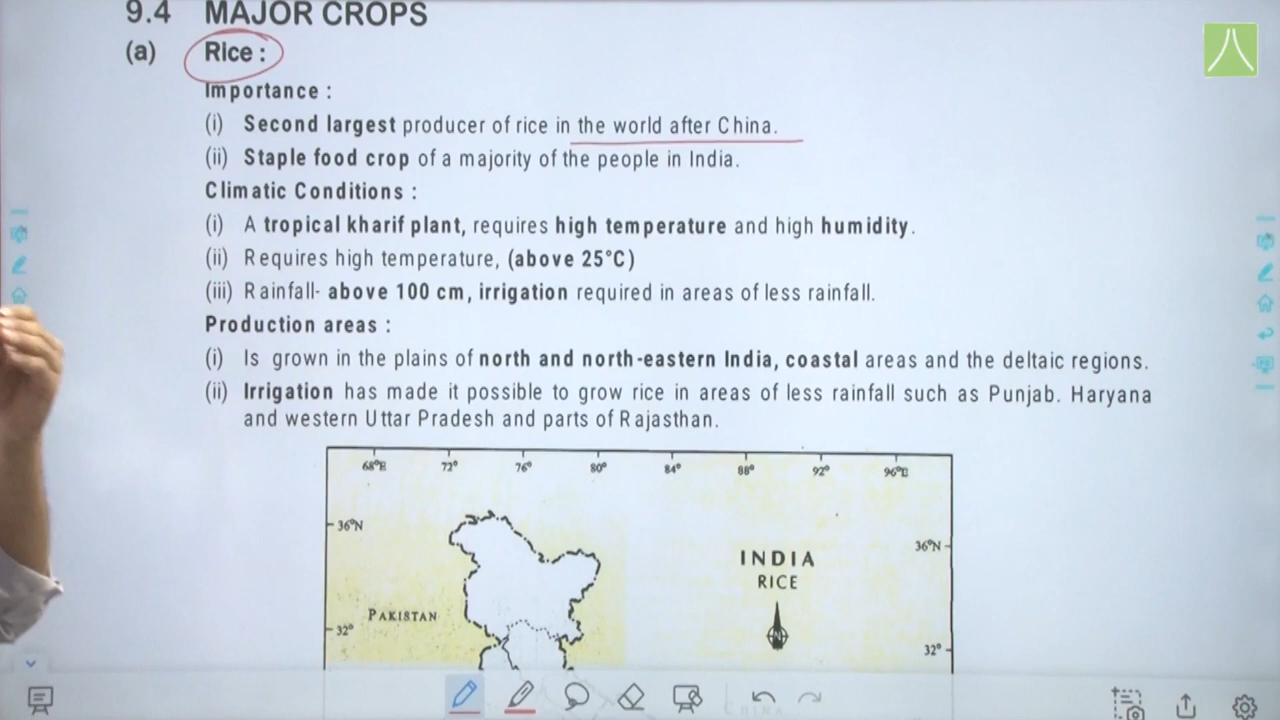 9.4 MAJOR CROPS
(a) Rice :
Importance :
(i) Second largest producer of rice in the world after China.
(ii) Staple food crop of a majority of the people in India.
Climatic Conditions :
(i) A tropical kharif plant, requires high temperature and high humidity.
(ii) Requires high temperature, (above 25°C)
(iii) Rainfall- above 100 cm, irrigation required in areas of less rainfall.
Production areas :
(i) Is grown in the plains of north and north-eastern India, coastal areas and the deltaic regions.
(ii) Irrigation has made it possible to grow rice in areas of less rainfall such as Punjab. Haryana
and western Uttar Pradesh and parts of Rajasthan.
68°E 72° 76° 80° 84° 88° 92° 96°E
36°N
36°N
INDIA
RICE
N
PAKISTAN
32°
32°
CHINA